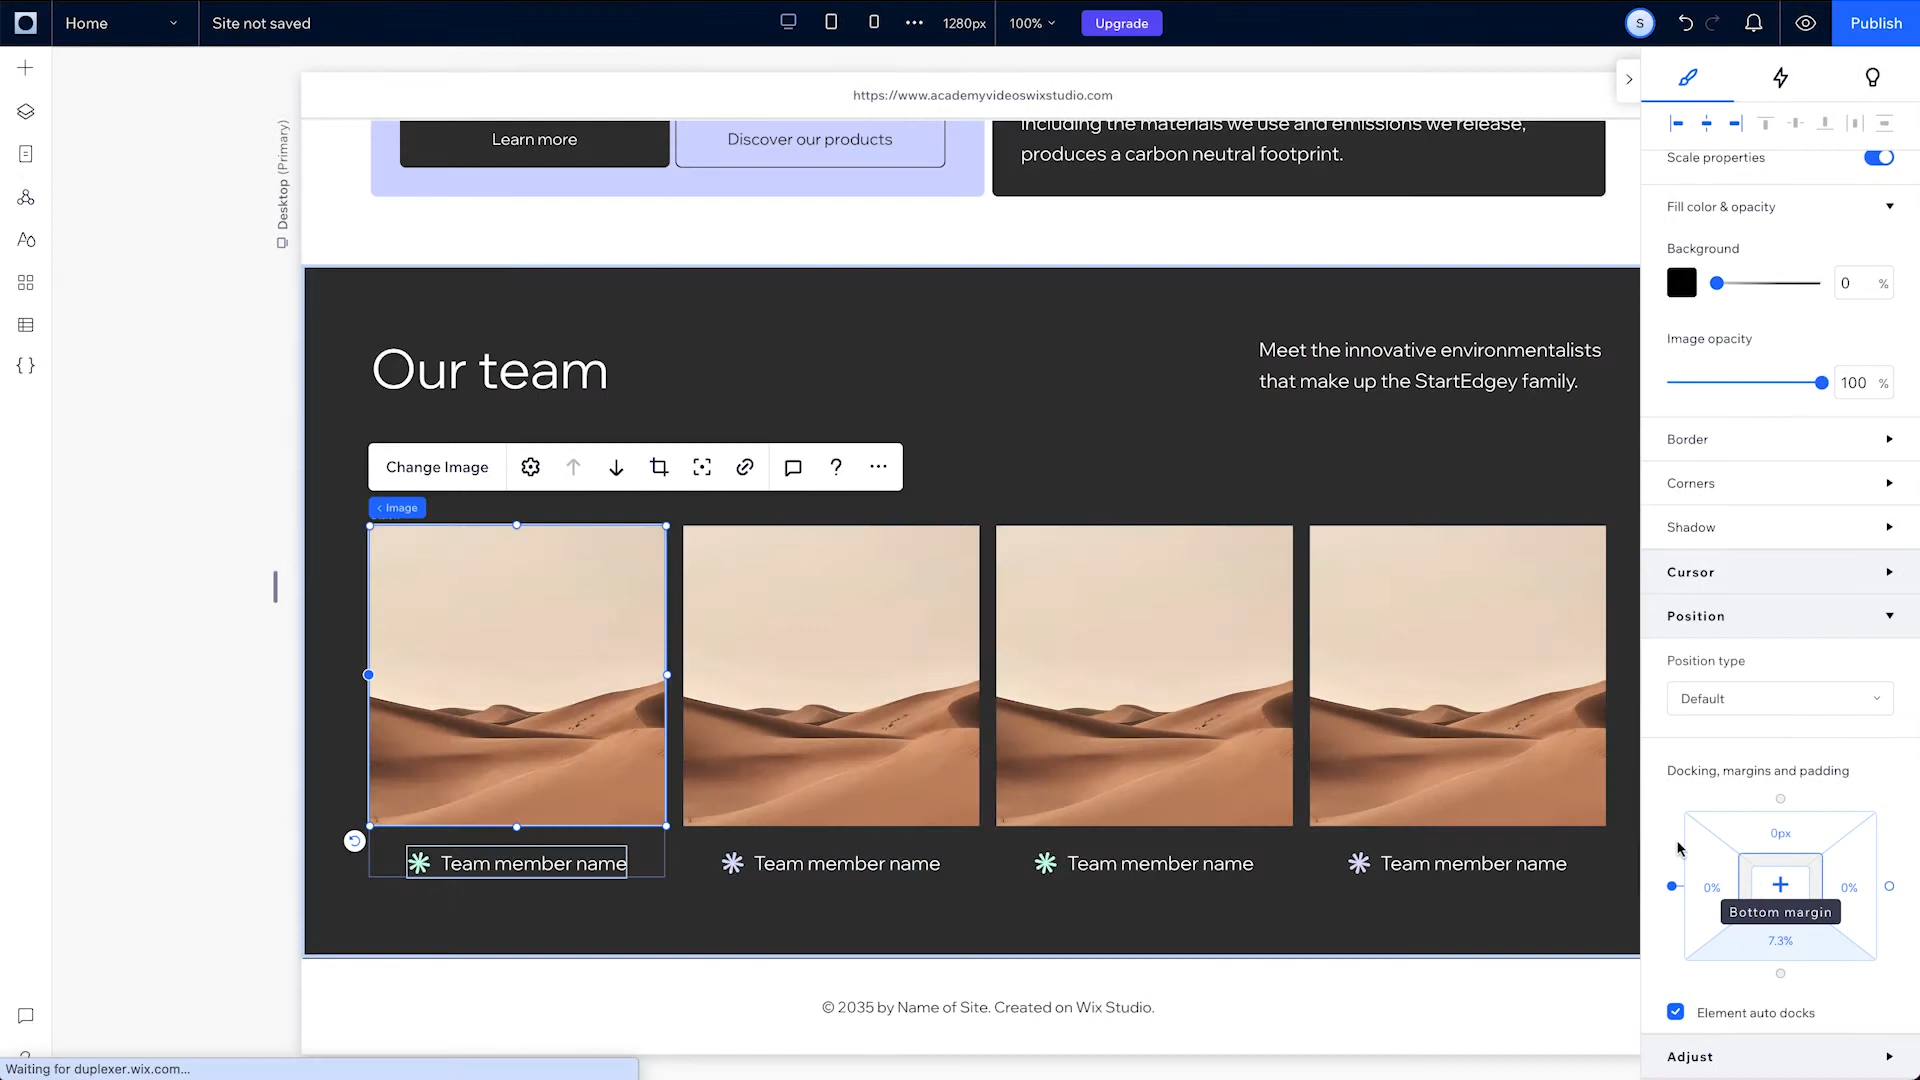 Home
Site not saved
1280px
100%
Upgrade
S
Publish
https://www.academyvideoswixstudio.com
Desktop (Primary)
Learn more
Discover our products
including the materials we use and emissions we release,
produces a carbon neutral footprint.
Our team
Meet the innovative environmentalists
that make up the StartEdgey family.
Change Image
?
Image
Team member name
Team member name
Team member name
Team member name
© 2035 by Name of Site. Created on Wix Studio.
Waiting for duplexer.wix.com...
Scale properties
Fill color & opacity
Background
0 %
Image opacity
100 %
Border
Corners
Shadow
Cursor
Position
Position type
Default
Docking, margins and padding
0px
0%
0%
Bottom margin
7.3%
Element auto docks
Adjust